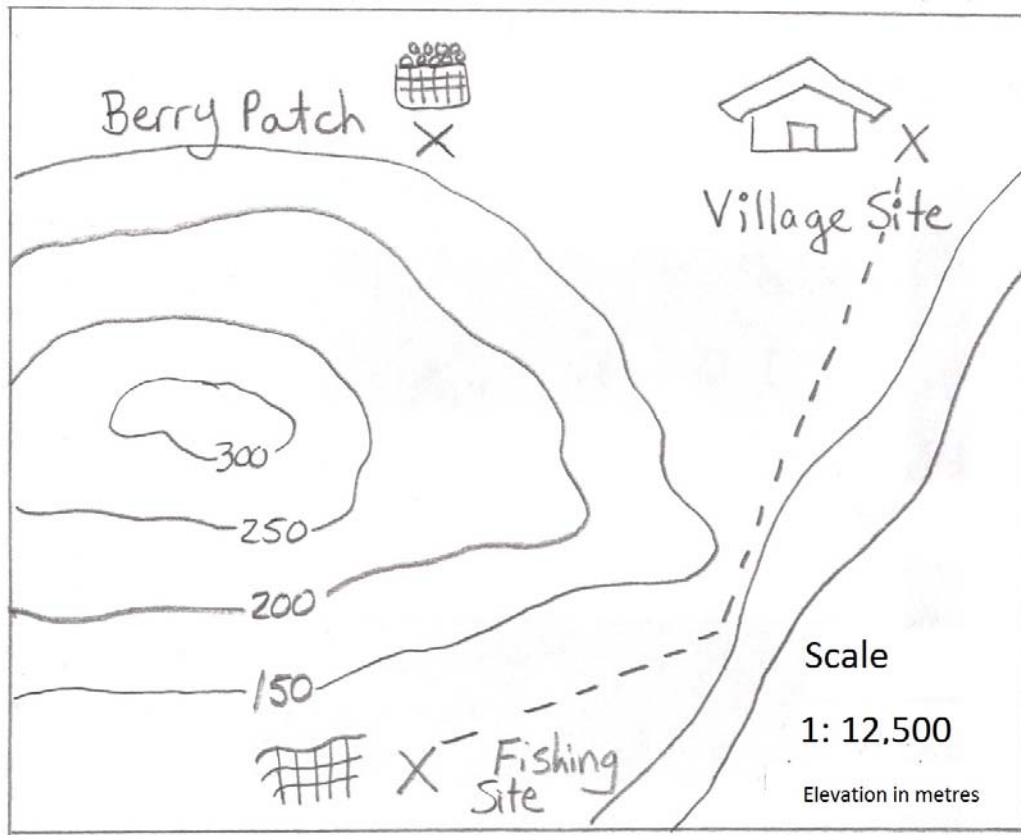 Berry Patch
Village Site
300
250
200
150
Scale
1: 12,500
Elevation in metres
Fishing
Site